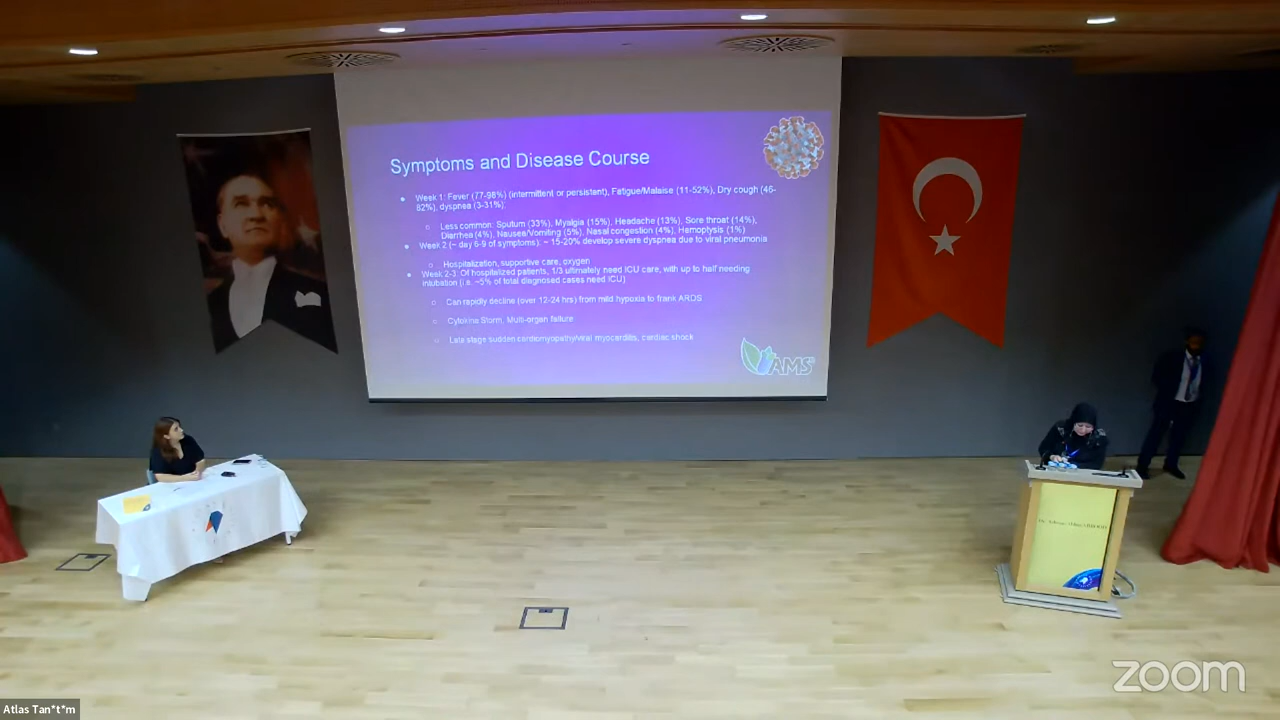 Symptoms and Disease Course
Week 1: Fever (77-98%) (intermittent or persistent), Fatigue/Malaise (11-52%), Dry cough (46-
82%), dyspnea (3-31%);
Less common: Sputum (33%), Myalgia (15%), Headache (13%), Sore throat (14%),
Diarrhea (4%), Nausea/Vomiting (5%), Nasal congestion (4%), Hemoptysis (1%)
Week 2 (~ day 6-9 of symptoms): ~ 15-20% develop severe dyspnea due to viral pneumonia
Hospitalization, supportive care, oxygen
Week 2-3: Of hospitalized patients, 1/3 ultimately need ICU care, with up to half needing
intubation (i.e. ~5% of total diagnosed cases need ICU)
Can rapidly decline (over 12-24 hrs) from mild hypoxia to frank ARDS
Cytokine Storm, Multi-organ failure
Late stage sudden cardiomyopathy/viral myocarditis, cardiac shock
AMS
zoom
Atlas Tan*t*m